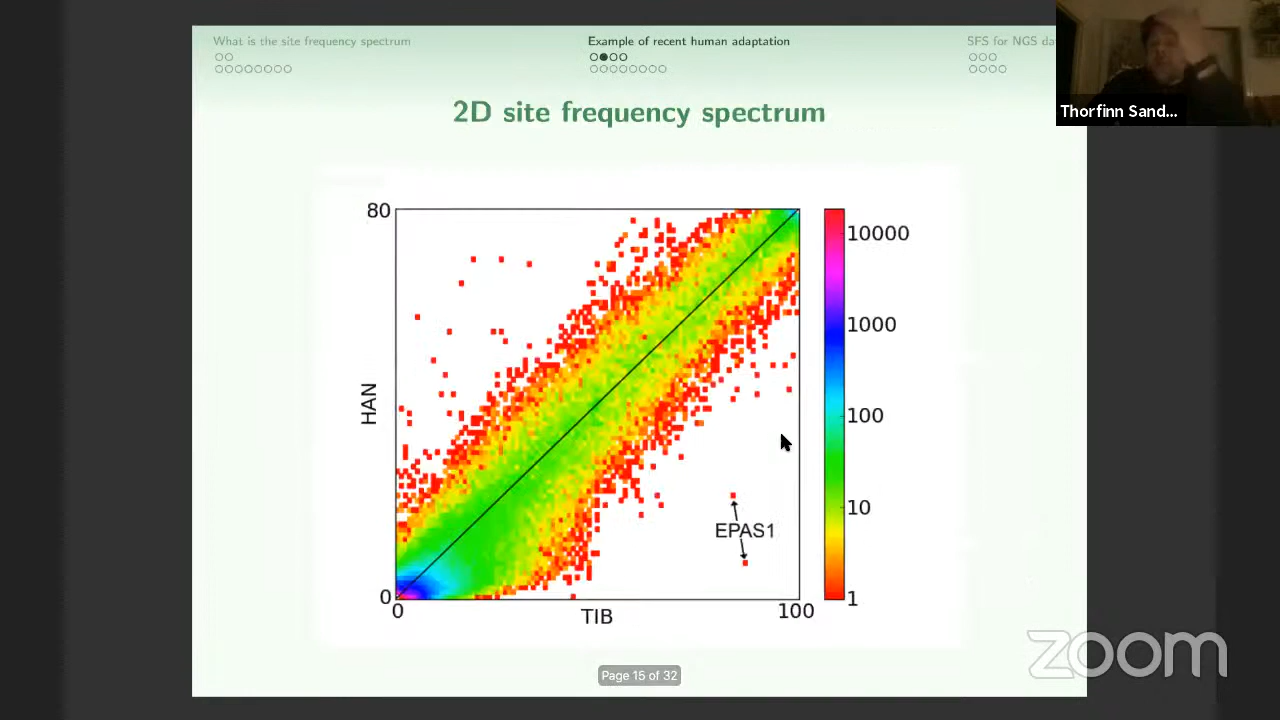 What is the site frequency spectrum
Example of recent human adaptation
SFS for NGS da
Thorfinn Sand...
2D site frequency spectrum
80
HAN
0
0
TIB
100
EPAS1
10000
1000
100
10
1
Page 15 of 32
zoom